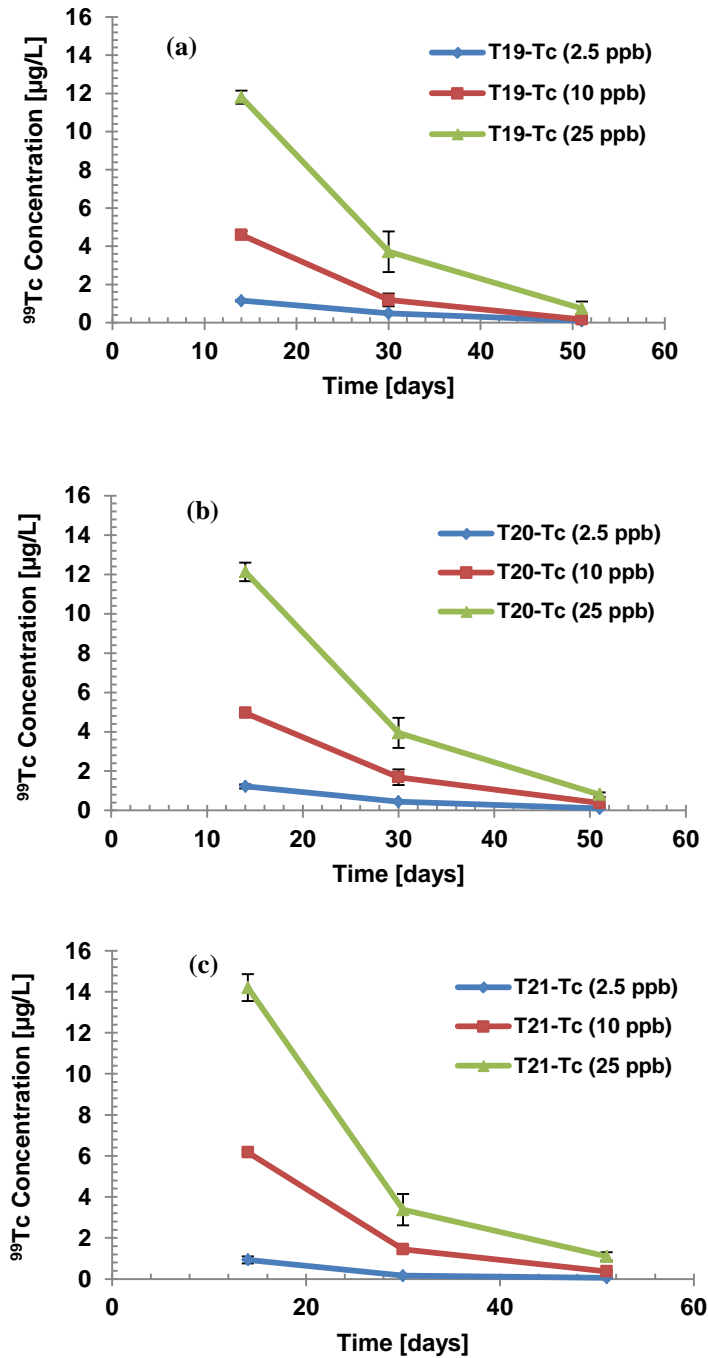 (a)
T19-Tc (2.5 ppb)
T19-Tc (10 ppb)
T19-Tc (25 ppb)
⁹⁹Tc Concentration [µg/L]
16
14
12
10
8
6
4
2
0
0 10 20 30 40 50 60
Time [days]
(b)
T20-Tc (2.5 ppb)
T20-Tc (10 ppb)
T20-Tc (25 ppb)
⁹⁹Tc Concentration [µg/L]
16
14
12
10
8
6
4
2
0
0 10 20 30 40 50 60
Time [days]
(c)
T21-Tc (2.5 ppb)
T21-Tc (10 ppb)
T21-Tc (25 ppb)
⁹⁹Tc Concentration [µg/L]
16
14
12
10
8
6
4
2
0
0 20 40 60
Time [days]